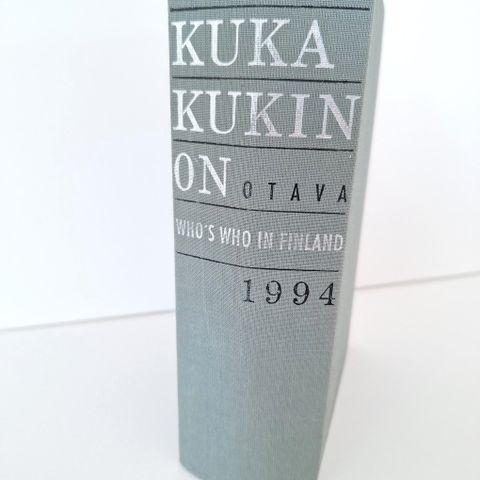 KUKA
KUKIN
ON OTAVA
WHO'S WHO IN FINLAND
1994